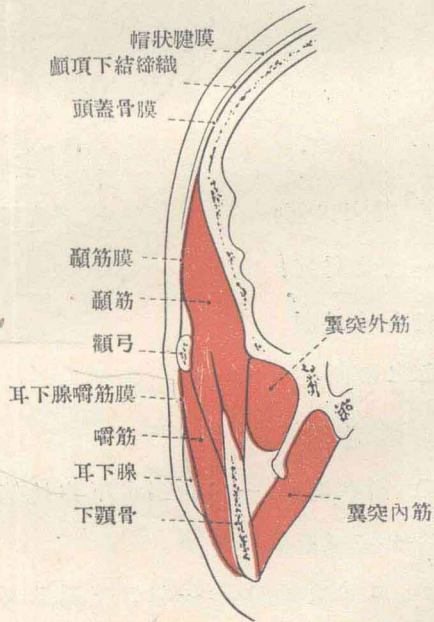 帽狀腱膜
顱頂下結締織
頭蓋骨膜
顳筋膜
顳筋
顴弓
耳下腺嚼筋膜
嚼筋
耳下腺
下顎骨
翼突外筋
翼突內筋